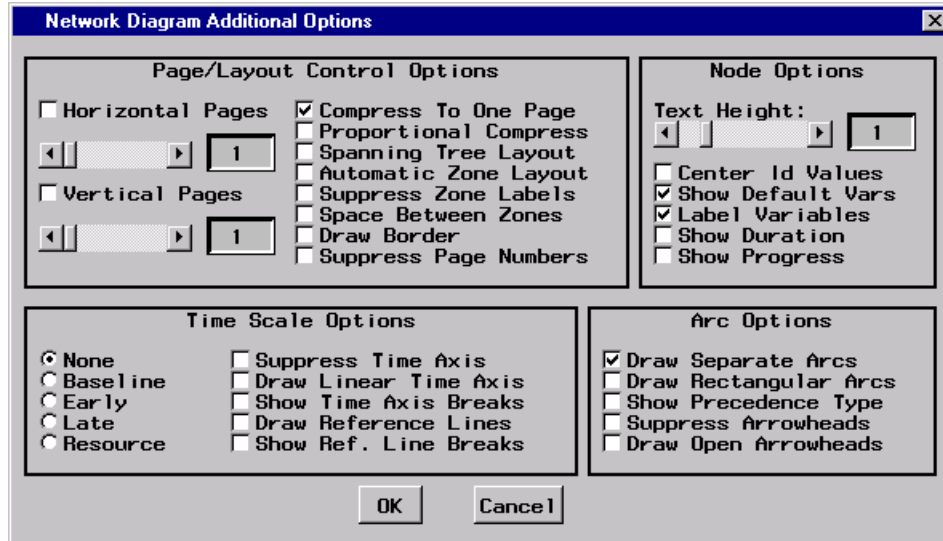 Network Diagram Additional Options
Page/Layout Control Options
Horizontal Pages
1
Vertical Pages
1
Compress To One Page
Proportional Compress
Spanning Tree Layout
Automatic Zone Layout
Suppress Zone Labels
Space Between Zones
Draw Border
Suppress Page Numbers
Node Options
Text Height:
1
Center Id Values
Show Default Vars
Label Variables
Show Duration
Show Progress
Time Scale Options
None
Baseline
Early
Late
Resource
Suppress Time Axis
Draw Linear Time Axis
Show Time Axis Breaks
Draw Reference Lines
Show Ref. Line Breaks
Arc Options
Draw Separate Arcs
Draw Rectangular Arcs
Show Precedence Type
Suppress Arrowheads
Draw Open Arrowheads
OK
Cancel